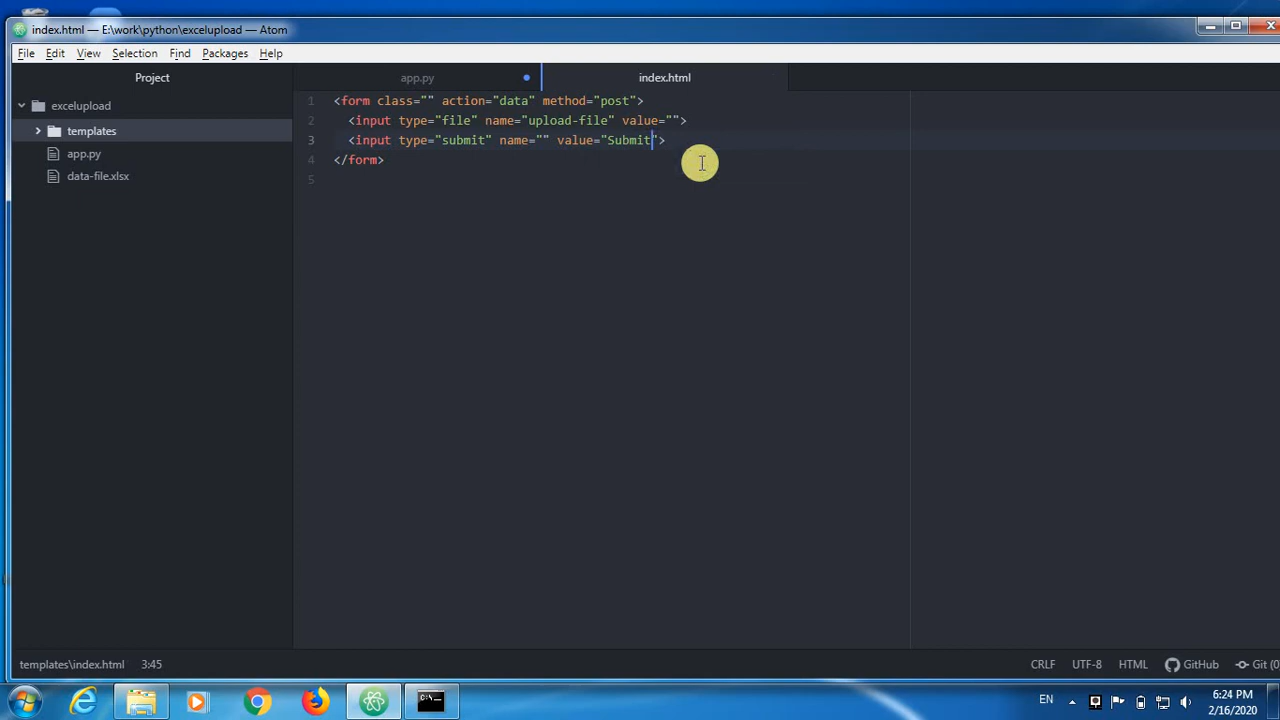 index.html — E:\work\python\excelupload — Atom
File Edit View Selection Find Packages Help
Project
app.py
index.html
excelupload
templates
app.py
data-file.xlsx
1 <form class="" action="data" method="post">
2 <input type="file" name="upload-file" value="">
3 <input type="submit" name="" value="Submit">
4 </form>
5
templates\index.html 3:45
CRLF UTF-8 HTML GitHub Git (0
C:\
EN
6:24 PM
2/16/2020